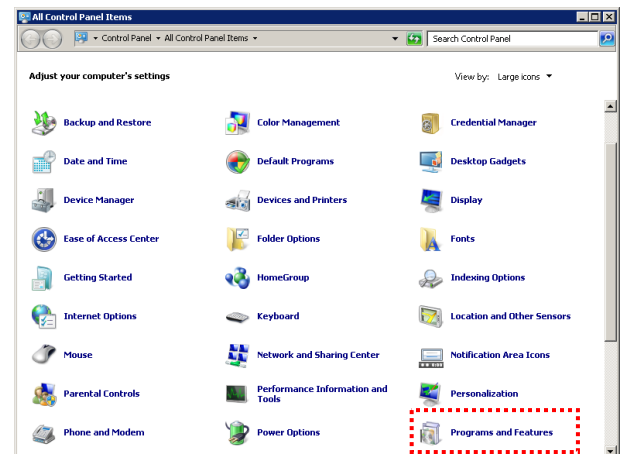 All Control Panel Items
Control Panel All Control Panel Items Search Control Panel
Adjust your computer's settings View by: Large icons
Backup and Restore Color Management Credential Manager
Date and Time Default Programs Desktop Gadgets
Device Manager Devices and Printers Display
Ease of Access Center Folder Options Fonts
Getting Started HomeGroup Indexing Options
Internet Options Keyboard Location and Other Sensors
Mouse Network and Sharing Center Notification Area Icons
Parental Controls Performance Information and Personalization
Tools
Phone and Modem Power Options Programs and Features